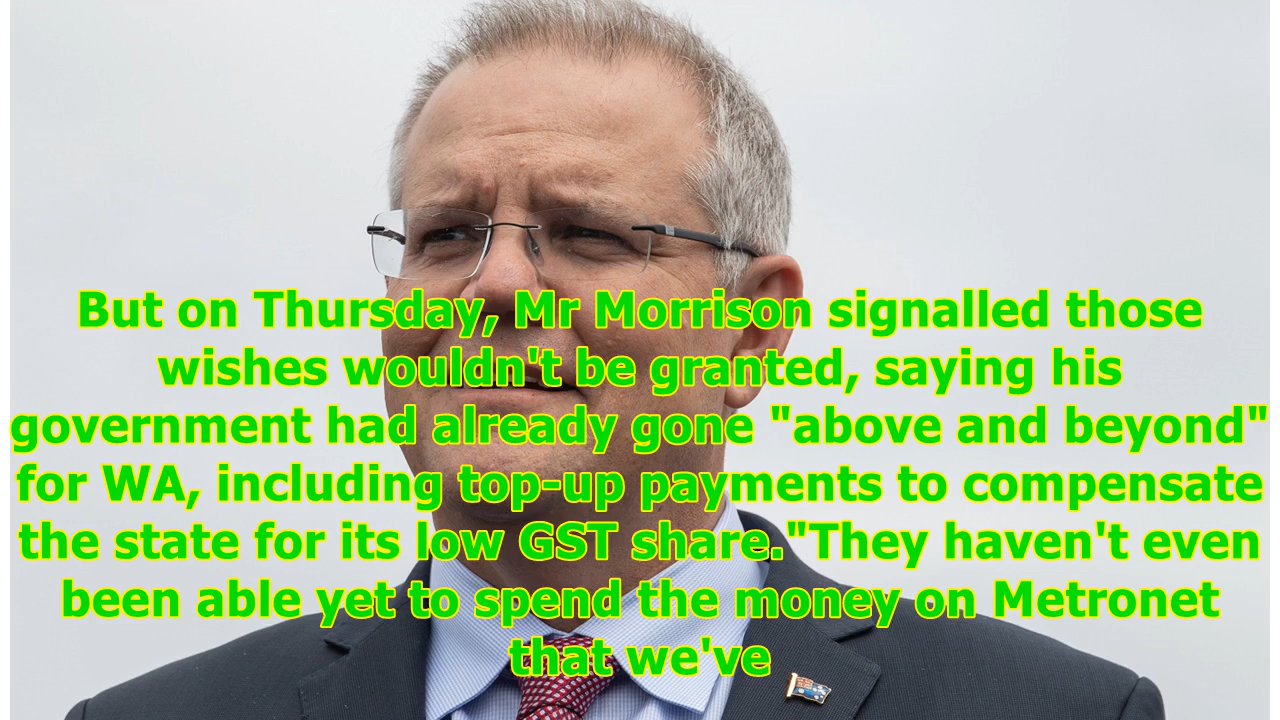 But on Thursday, Mr Morrison signalled those
wishes wouldn't be granted, saying his
government had already gone "above and beyond"
for WA, including top-up payments to compensate
the state for its low GST share."They haven't even
been able yet to spend the money on Metronet
that we've